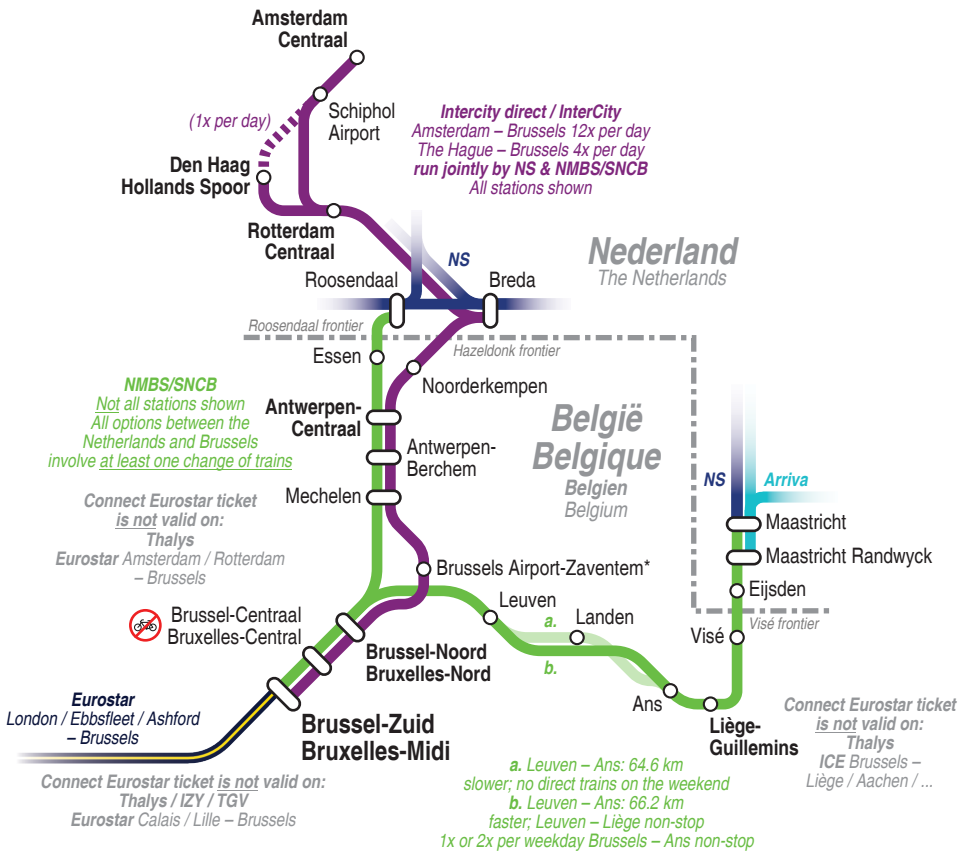 Amsterdam
Centraal
Schiphol
Airport
(1x per day)
Intercity direct / InterCity
Amsterdam – Brussels 12x per day
The Hague – Brussels 4x per day
run jointly by NS & NMBS/SNCB
All stations shown
Den Haag
Hollands Spoor
Rotterdam
Centraal
Nederland
The Netherlands
NS
Roosendaal
Breda
Roosendaal frontier
Hazeldonk frontier
Essen
Noorderkempen
NMBS/SNCB
Not all stations shown
All options between the
Netherlands and Brussels
involve at least one change of trains
Antwerpen-
Centraal
België
Belgique
Belgien
Belgium
Antwerpen-
Berchem
Mechelen
NS
Arriva
Maastricht
Maastricht Randwyck
Eijsden
Visé frontier
Visé
Connect Eurostar ticket
is not valid on:
Thalys
Eurostar Amsterdam / Rotterdam
– Brussels
Brussels Airport-Zaventem*
Leuven
Landen
a.
b.
Brussel-Centraal
Bruxelles-Central
Brussel-Noord
Bruxelles-Nord
Ans
Liège-
Guillemins
Eurostar
London / Ebbsfleet / Ashford
– Brussels
Brussel-Zuid
Bruxelles-Midi
Connect Eurostar ticket
is not valid on:
Thalys
ICE Brussels –
Liège / Aachen / ...
Connect Eurostar ticket is not valid on:
Thalys / IZY / TGV
Eurostar Calais / Lille – Brussels
a. Leuven – Ans: 64.6 km
slower; no direct trains on the weekend
b. Leuven – Ans: 66.2 km
faster; Leuven – Liège non-stop
1x or 2x per weekday Brussels – Ans non-stop